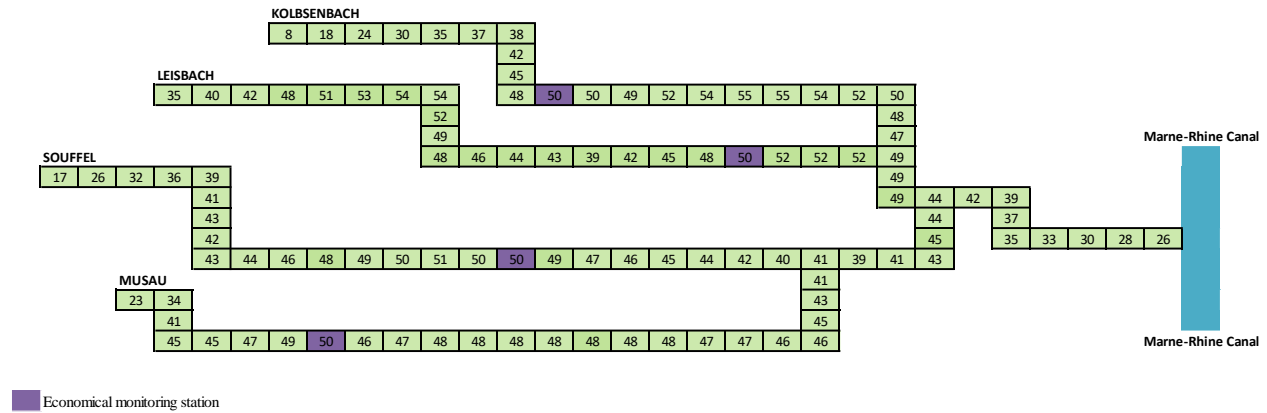 KOLBSENBACH
8 18 24 30 35 37 38
42
LEISBACH 45
35 40 42 48 51 53 54 54 48 50 50 49 52 54 55 55 54 52 50
52 48
49 47 Marne-Rhine Canal
SOUFFEL 48 46 44 43 39 42 45 48 50 52 52 52 49
17 26 32 36 39 49
41 49 44 42 39
43 44 37
42 45 35 33 30 28 26
43 44 46 48 49 50 51 50 50 49 47 46 45 44 42 40 41 39 41 43
MUSAU 41
23 34 43
41 45
45 45 47 49 50 46 47 48 48 48 48 48 48 47 47 46 46 Marne-Rhine Canal
Economical monitoring station